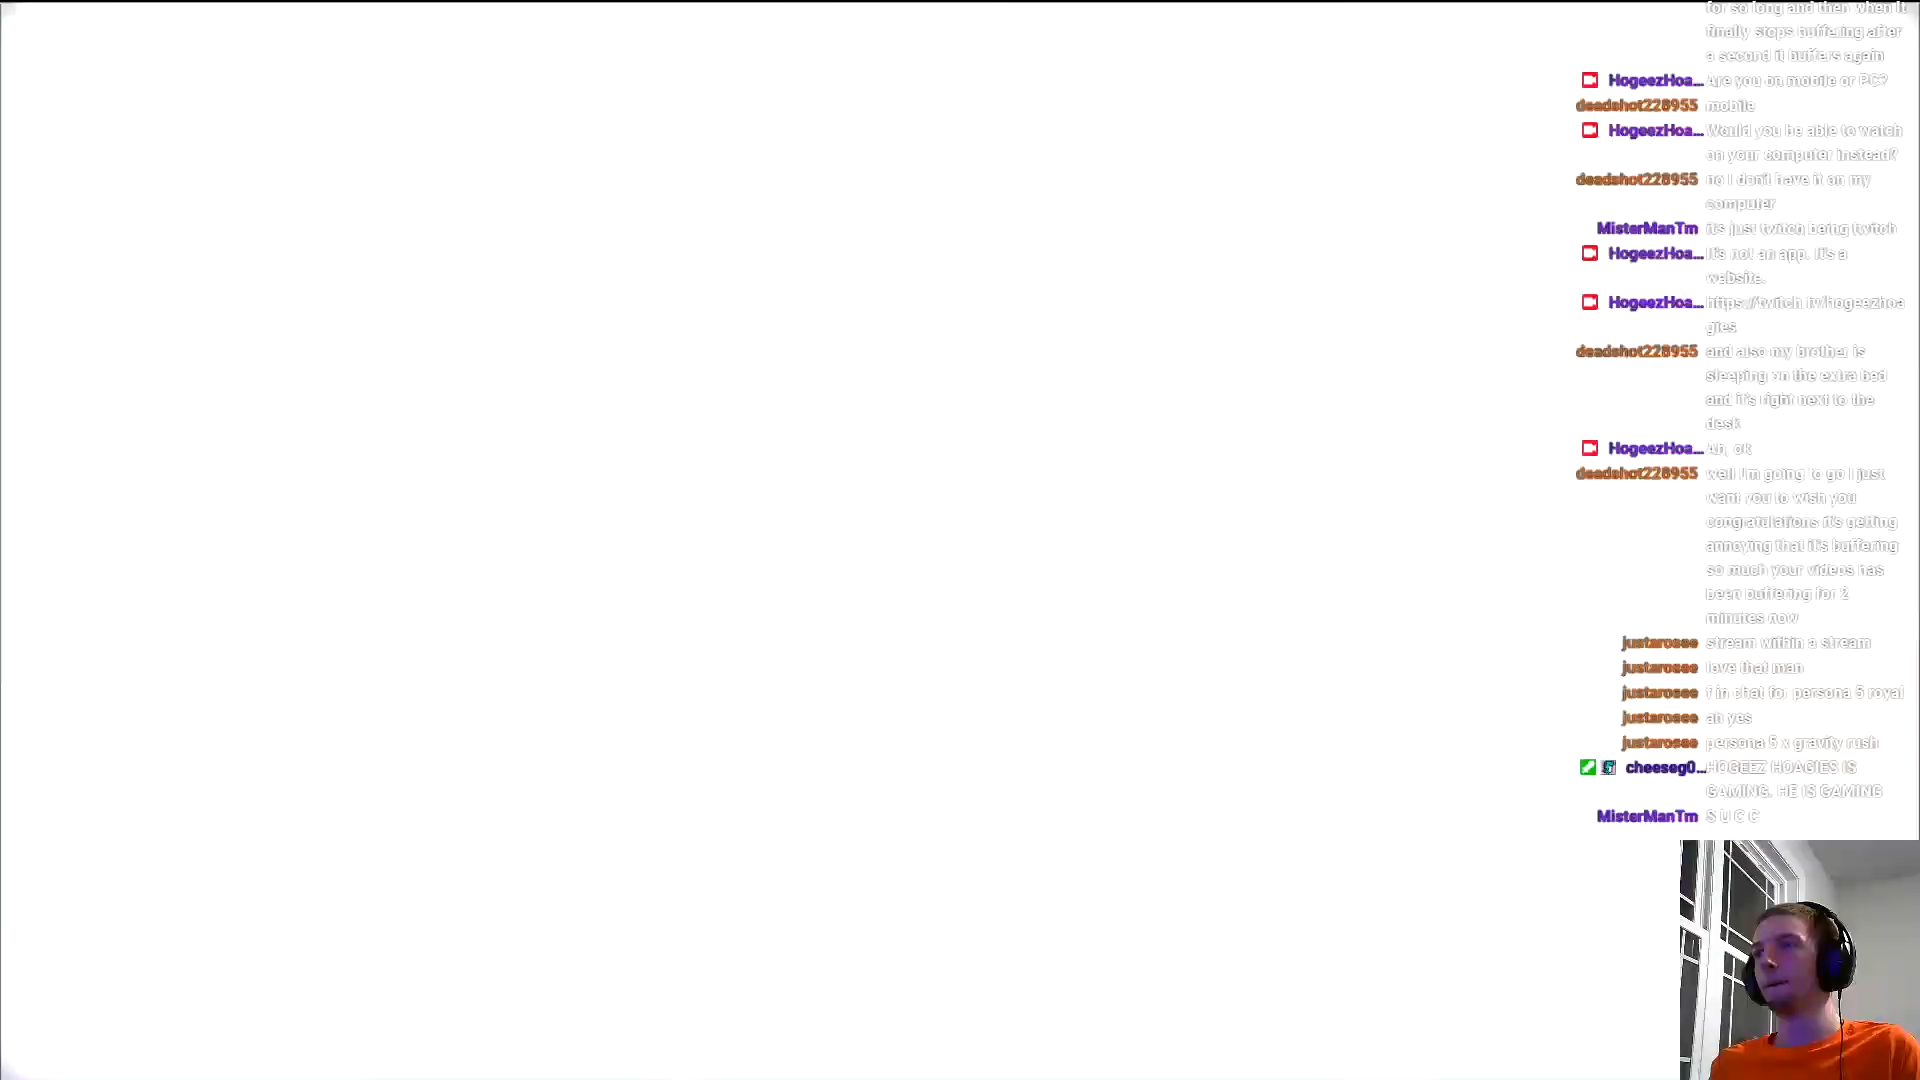 for so long and then when it
finally stops buffering after
a second it buffers again
HogeezHoa... Are you on mobile or PC?
deadshot228955 mobile
HogeezHoa... Would you be able to watch
on your computer instead?
deadshot228955 no I don't have it on my
computer
MisterManTm it's just twitch being twitch
HogeezHoa... It's not an app. It's a
website.
HogeezHoa... https://twitch.tv/hogeezhoa
gies
deadshot228955 and also my brother is
sleeping on the extra bed
and it's right next to the
desk
HogeezHoa... Ah, ok
deadshot228955 well I'm going to go I just
want you to wish you
congratulations it's getting
annoying that it's buffering
so much your videos has
been buffering for 2
minutes now
justarosee stream within a stream
justarosee love that man
justarosee f in chat for persona 5 royal
justarosee ah yes
justarosee persona 5 x gravity rush
cheeseg0... HOGEEZ HOAGIES IS
GAMING. HE IS GAMING
MisterManTm S U C C